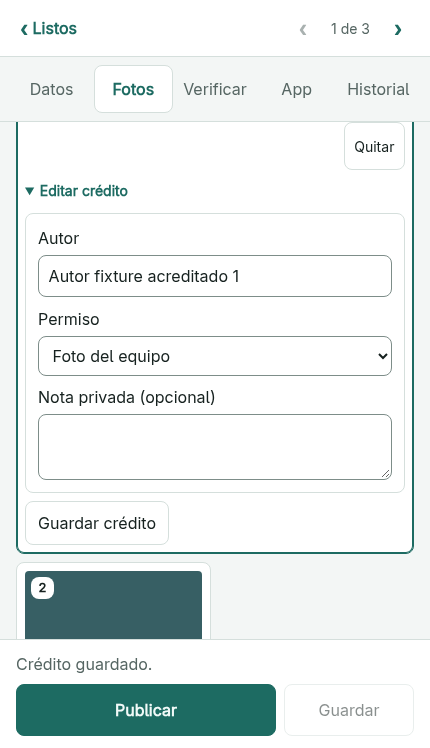 ‹ Listos
‹ 1 de 3 ›
Datos Fotos Verificar App Historial
Quitar
▼ Editar crédito
Autor
Autor fixture acreditado 1
Permiso
Foto del equipo
Nota privada (opcional)
Guardar crédito
2
Crédito guardado.
Publicar Guardar